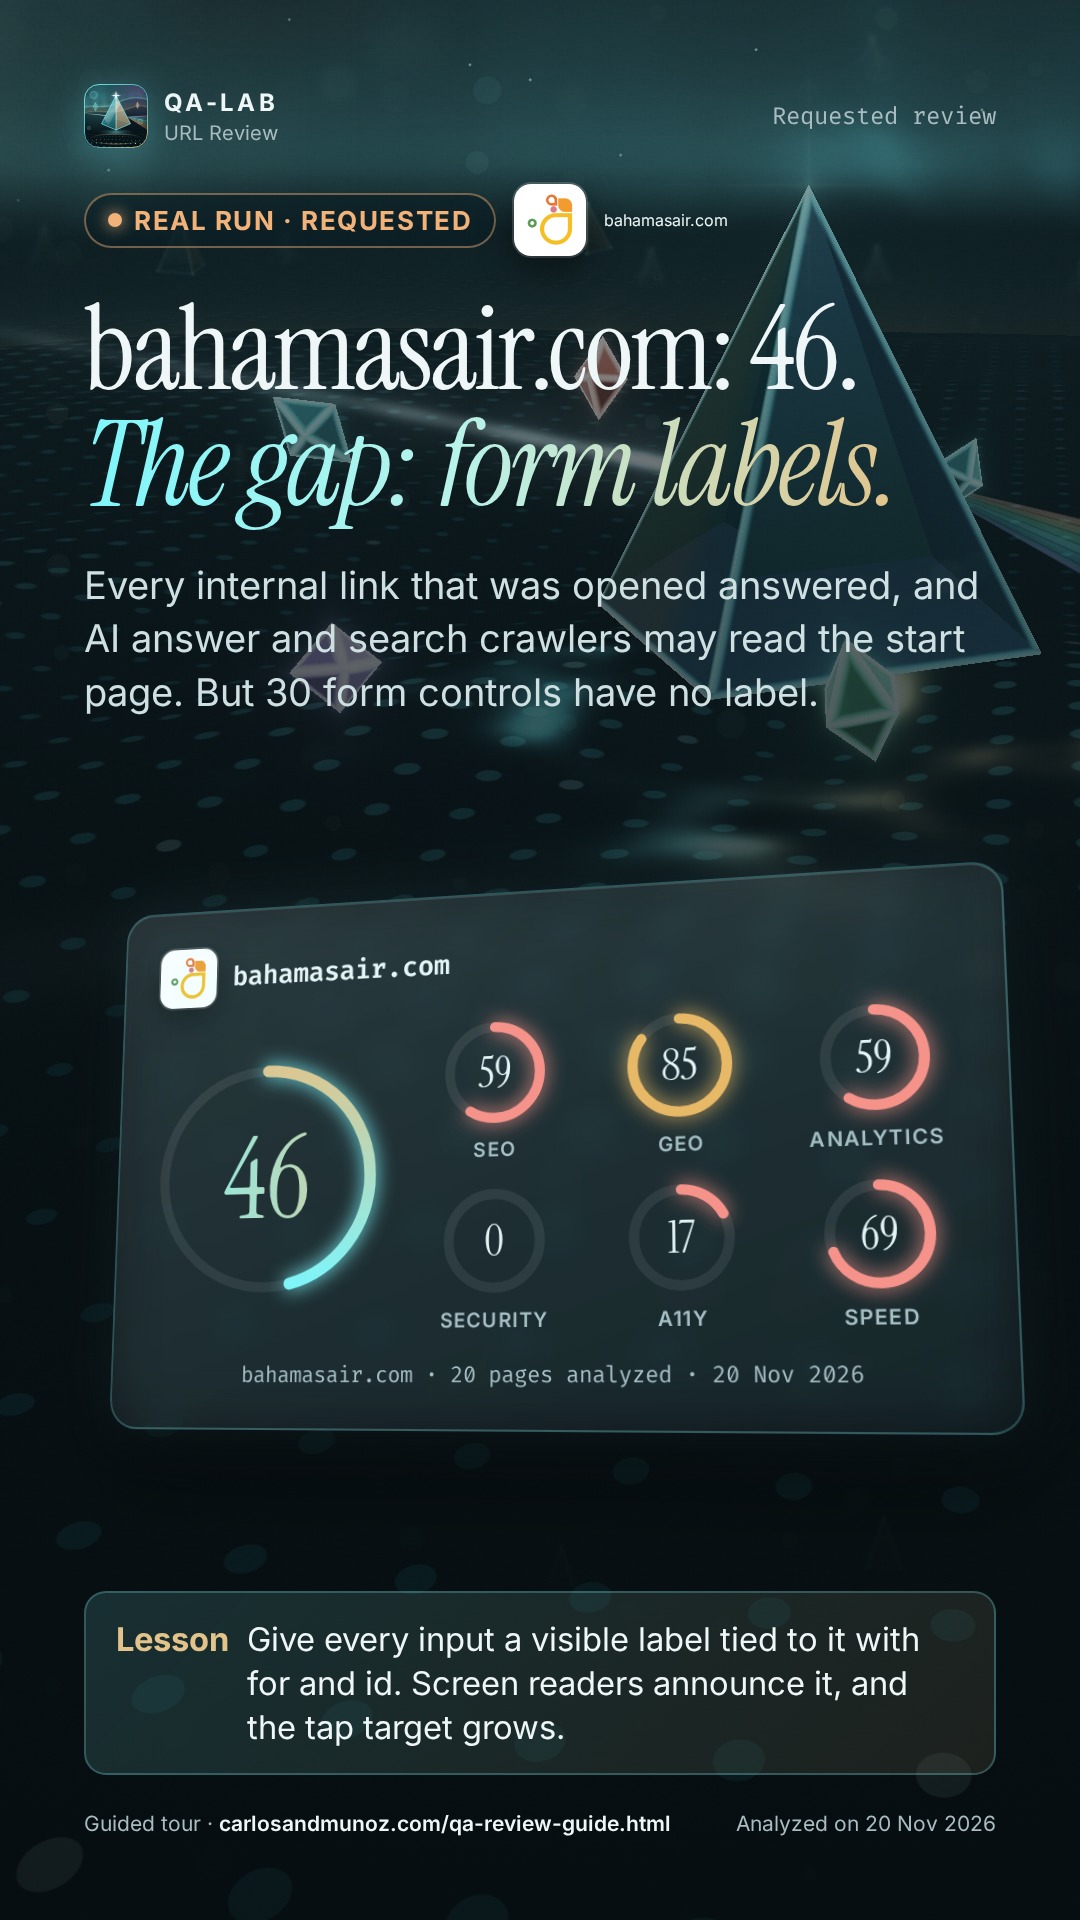 QA-LAB
URL Review
Requested review
REAL RUN · REQUESTED
bahamasair.com
bahamasair.com: 46.
The gap: form labels.
Every internal link that was opened answered, and
AI answer and search crawlers may read the start
page. But 30 form controls have no label.
bahamasair.com
46
59
SEO
85
GEO
59
ANALYTICS
0
SECURITY
17
A11Y
69
SPEED
bahamasair.com · 20 pages analyzed · 20 Nov 2026
Lesson
Give every input a visible label tied to it with
for and id. Screen readers announce it, and
the tap target grows.
Guided tour · carlosandmunoz.com/qa-review-guide.html
Analyzed on 20 Nov 2026